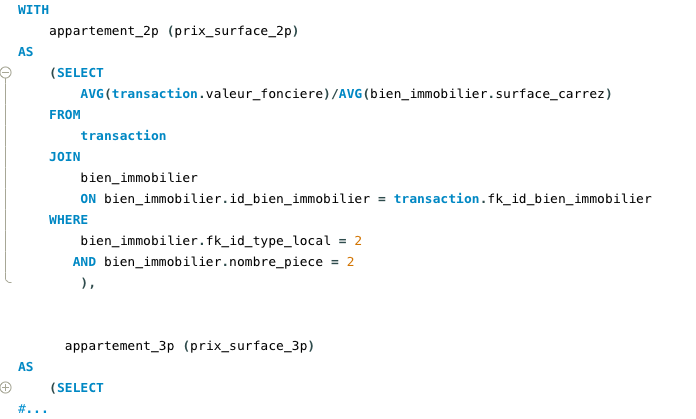 WITH
appartement_2p (prix_surface_2p)
AS
(SELECT
AVG(transaction.valeur_fonciere)/AVG(bien_immobilier.surface_carrez)
FROM
transaction
JOIN
bien_immobilier
ON bien_immobilier.id_bien_immobilier = transaction.fk_id_bien_immobilier
WHERE
bien_immobilier.fk_id_type_local = 2
AND bien_immobilier.nombre_piece = 2
),
appartement_3p (prix_surface_3p)
AS
(SELECT
#...